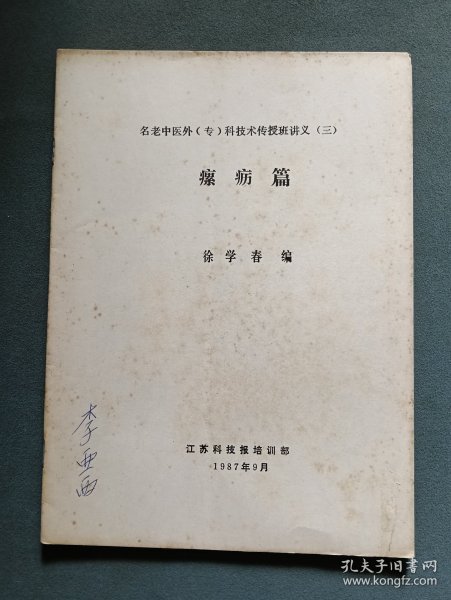 名老中医外（专）科技术传授班讲义（三）
瘰疬篇
徐学春 编
李亚西
江苏科技报培训部
1987年9月
孔夫子旧书网
www.kongfz.com